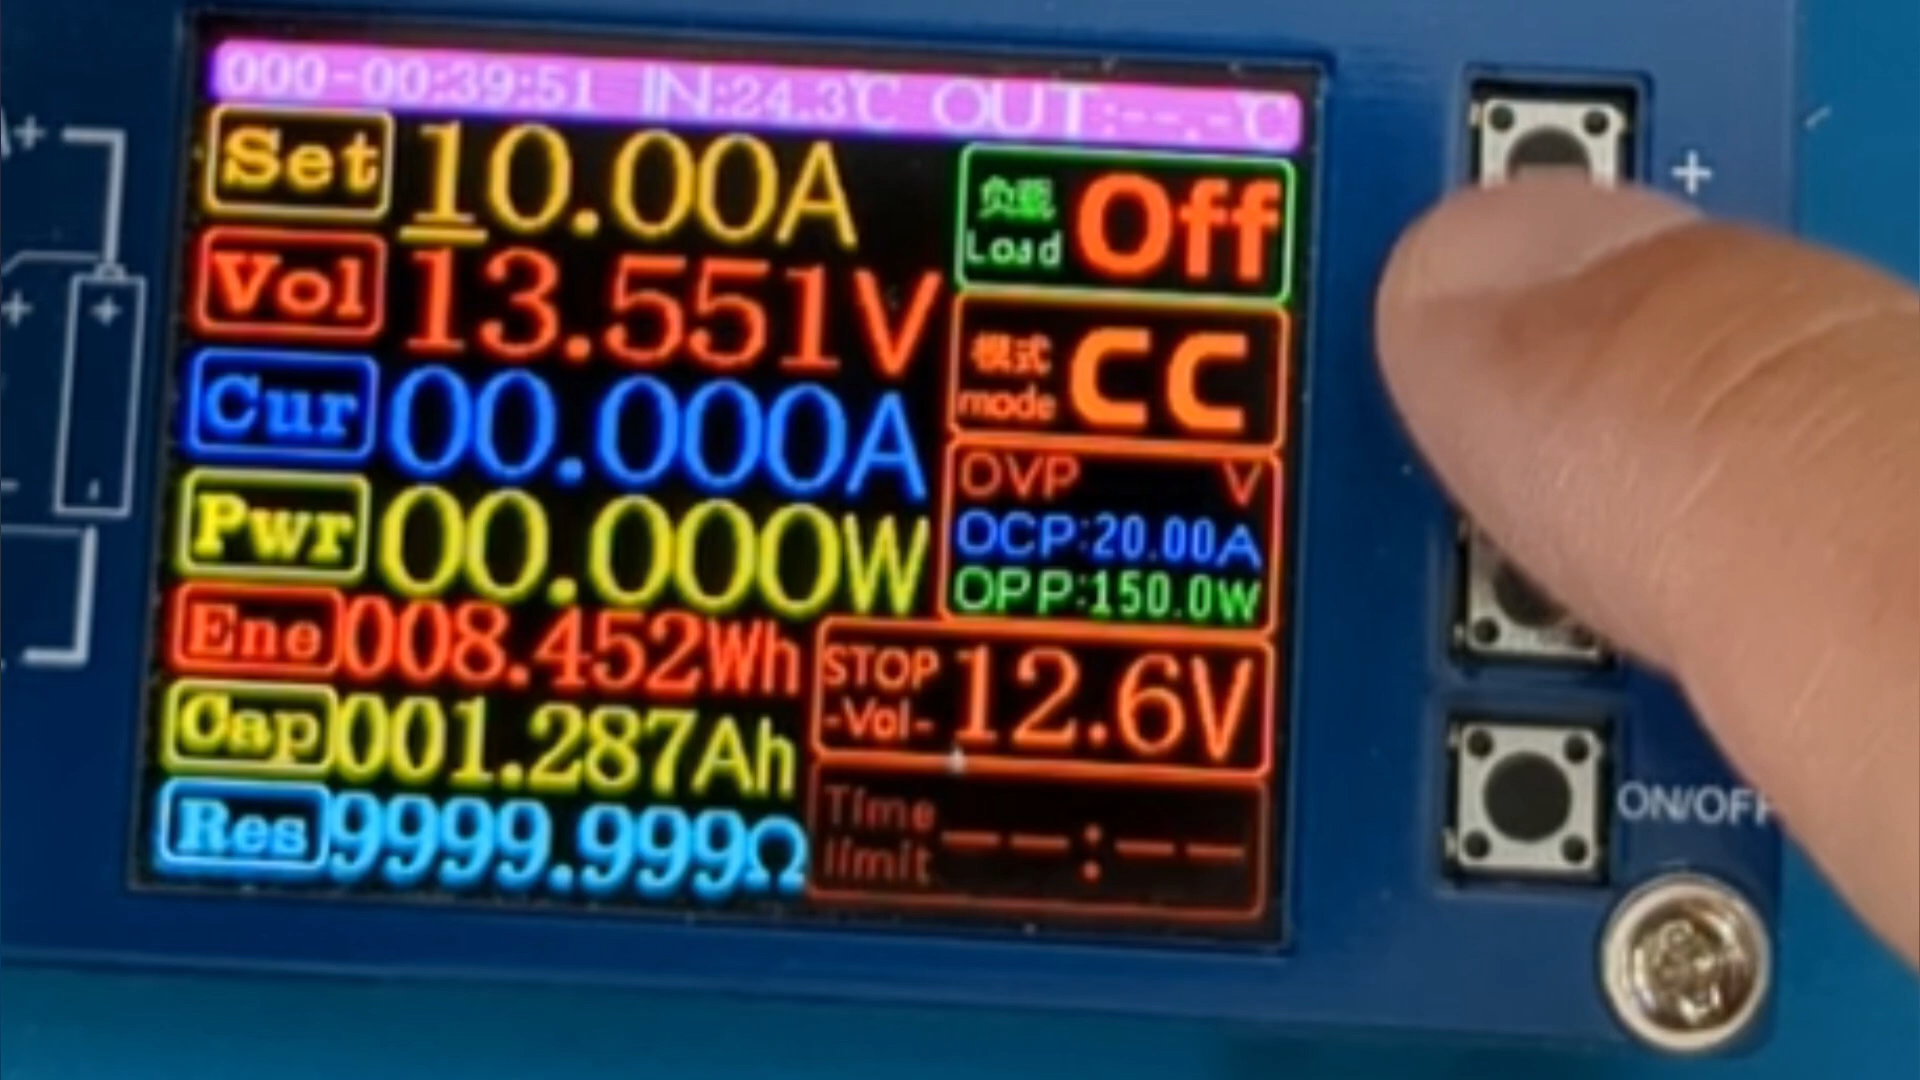 000-00:39:51 IN:24.3℃ OUT:--.-℃
Set 10.00A
负载 Load Off
Vol 13.551V
模式 mode CC
Cur 00.000A
OVP V
OCP:20.00A
OPP:150.0W
Pwr 00.000W
Ene 008.452Wh
STOP -Vol- 12.6V
Cap 001.287Ah
Time limit --:--
Res 9999.999Ω
+
ON/OFF